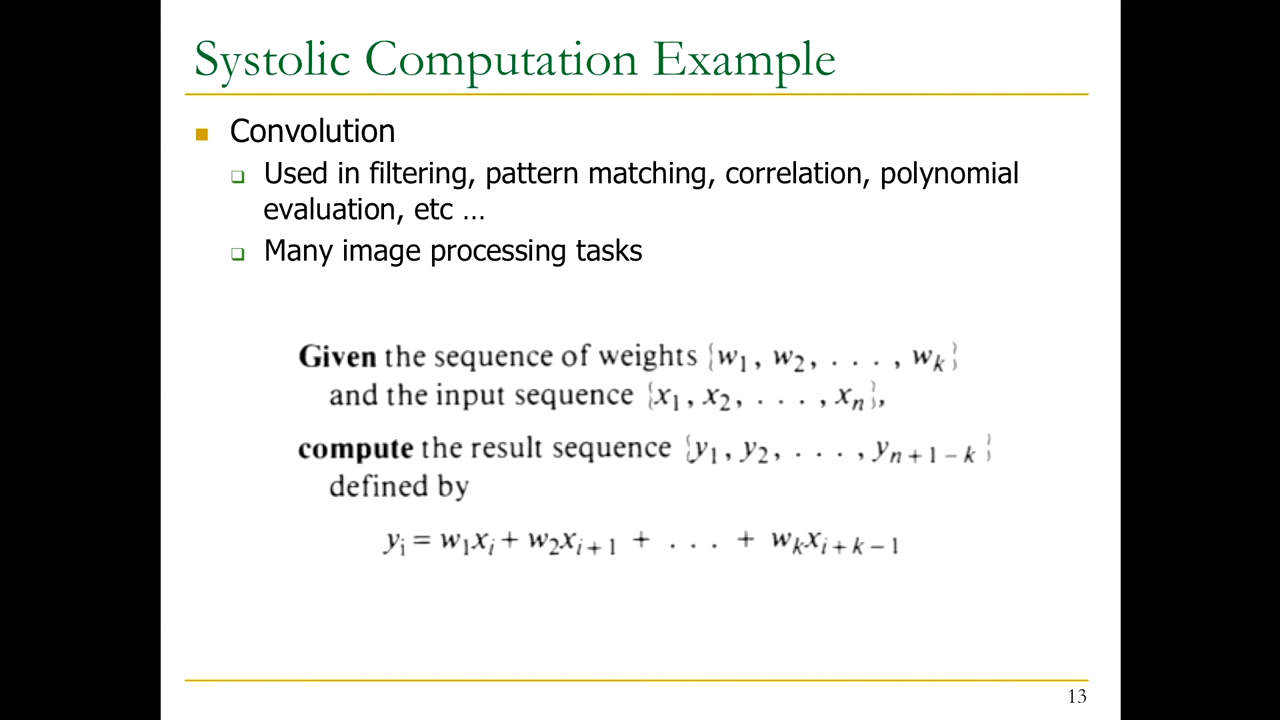 Systolic Computation Example
Convolution
Used in filtering, pattern matching, correlation, polynomial
evaluation, etc …
Many image processing tasks
Given the sequence of weights {w₁, w₂, . . . , wₖ}
and the input sequence {x₁, x₂, . . . , xₙ},
compute the result sequence {y₁, y₂, . . . , yₙ₊₁₋ₖ}
defined by
yᵢ = w₁xᵢ + w₂xᵢ₊₁ + . . . + wₖxᵢ₊ₖ₋₁
13